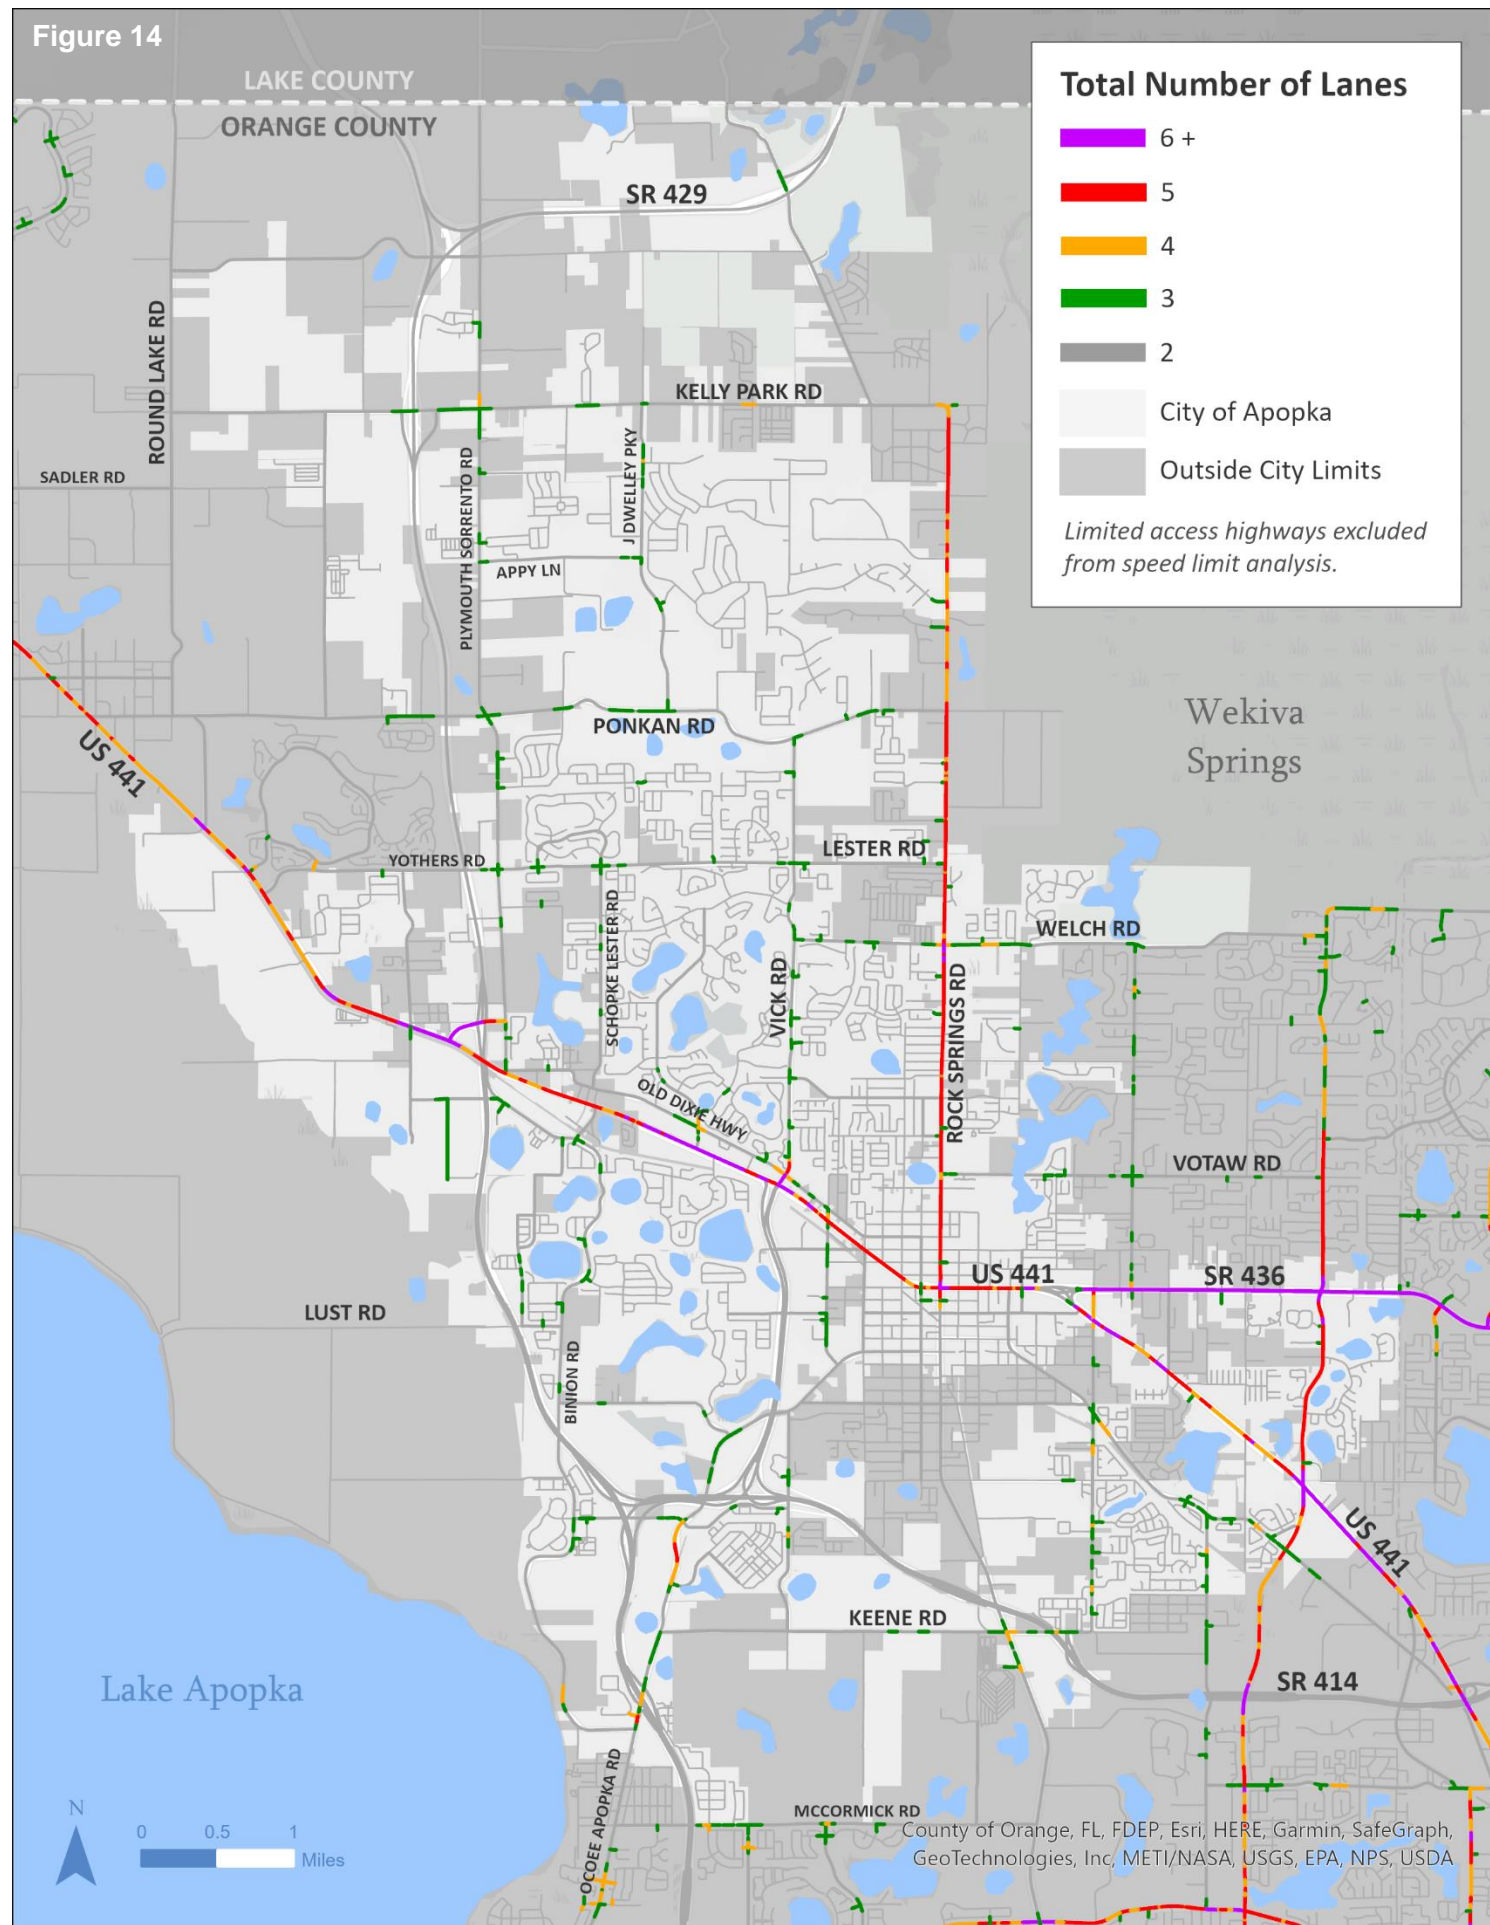 Figure 14
LAKE COUNTY
ORANGE COUNTY
Total Number of Lanes
6 +
5
4
3
2
City of Apopka
Outside City Limits
Limited access highways excluded
from speed limit analysis.
SR 429
ROUND LAKE RD
KELLY PARK RD
SADLER RD
PLYMOUTH SORRENTO RD
J DWELLEY PKY
APPY LN
PONKAN RD
US 441
Wekiva
Springs
YOTHERS RD
LESTER RD
SCHOPKE LESTER RD
WELCH RD
VICK RD
ROCK SPRINGS RD
OLD DIXIE HWY
VOTAW RD
US 441
SR 436
LUST RD
BINION RD
US 441
KEENE RD
SR 414
Lake Apopka
OCOEE APOPKA RD
MCCORMICK RD
N
0 0.5 1
Miles
County of Orange, FL, FDEP, Esri, HERE, Garmin, SafeGraph,
GeoTechnologies, Inc, METI/NASA, USGS, EPA, NPS, USDA